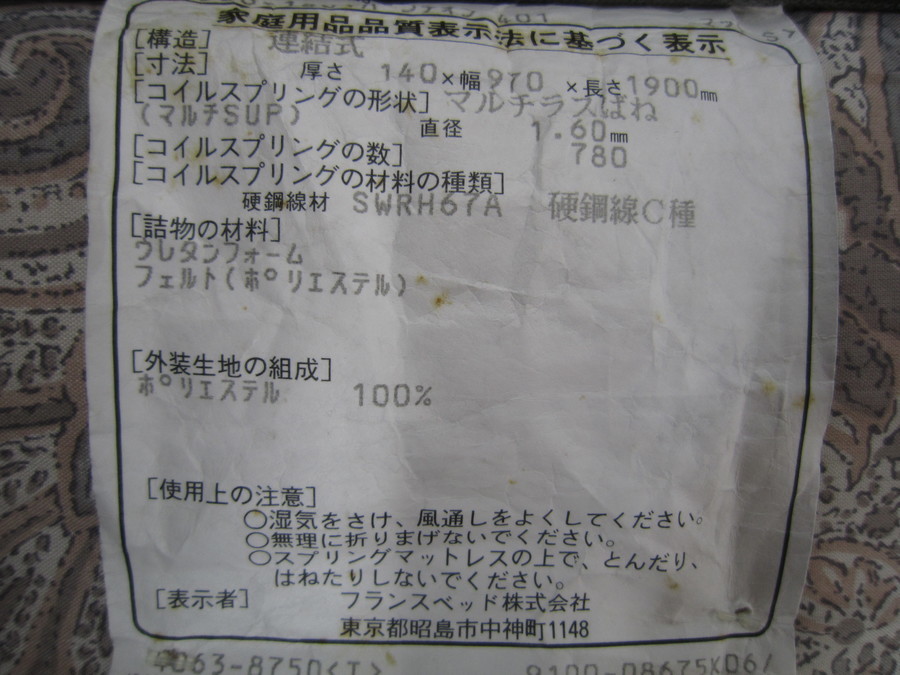 401
家庭用品品質表示法に基づく表示
[構造] 連結式
[寸法] 厚さ 140×幅970 ×長さ1900mm
[コイルスプリングの形状] マルチラスばね
(マルチSUP) 直径 1.60mm
[コイルスプリングの数] 780
[コイルスプリングの材料の種類]
硬鋼線材 SWRH67A 硬鋼線C種
[詰物の材料]
ウレタンフォーム
フェルト(ポリエステル)
[外装生地の組成]
ポリエステル 100%
[使用上の注意]
○湿気をさけ、風通しをよくしてください。
○無理に折りまげないでください。
○スプリングマットレスの上で、とんだり、
はねたりしないでください。
[表示者] フランスベッド株式会社
東京都昭島市中神町1148
4063-8750<I> 9100-08675K06/